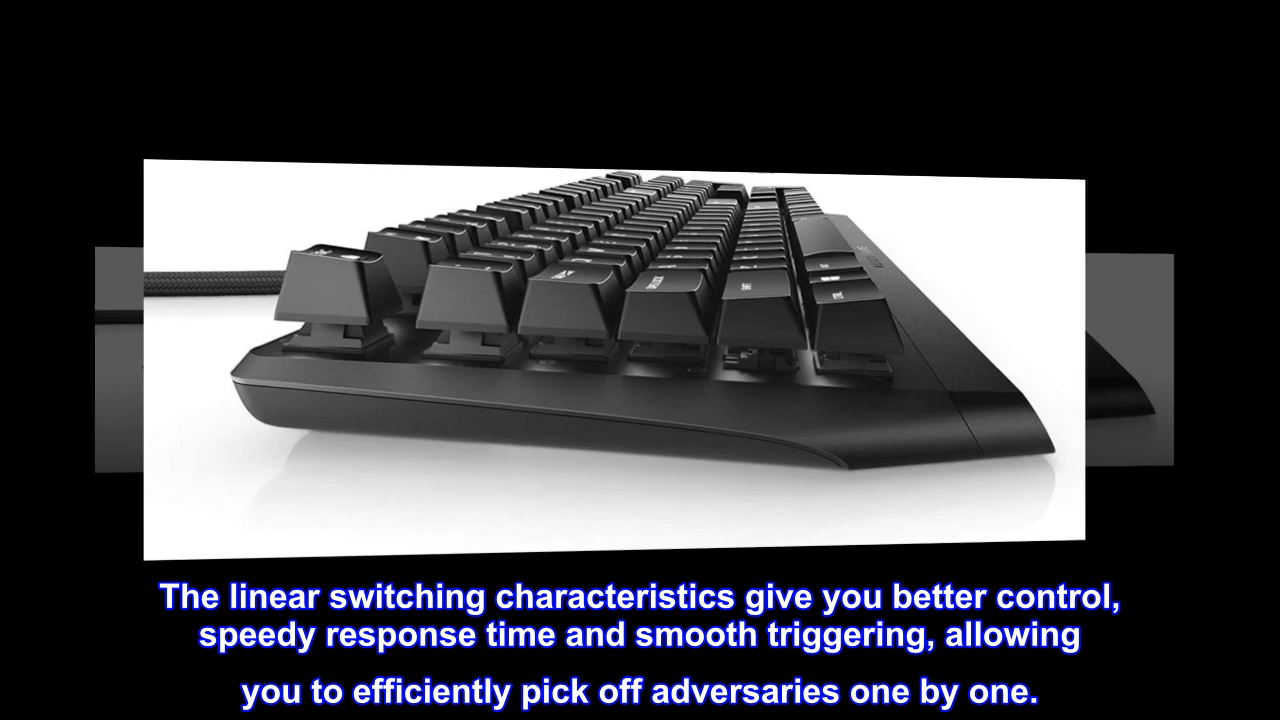 The linear switching characteristics give you better control,
speedy response time and smooth triggering, allowing
you to efficiently pick off adversaries one by one.